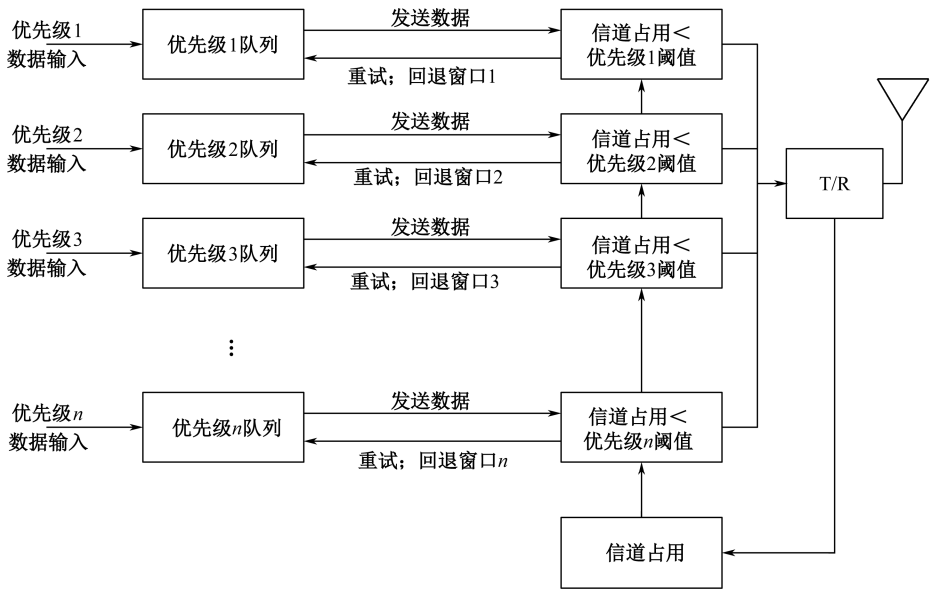 优先级1
数据输入
优先级1队列
发送数据
重试；回退窗口1
信道占用<
优先级1阈值
优先级2
数据输入
优先级2队列
发送数据
重试；回退窗口2
信道占用<
优先级2阈值
T/R
优先级3
数据输入
优先级3队列
发送数据
重试；回退窗口3
信道占用<
优先级3阈值
⋮
优先级n
数据输入
优先级n队列
发送数据
重试；回退窗口n
信道占用<
优先级n阈值
信道占用